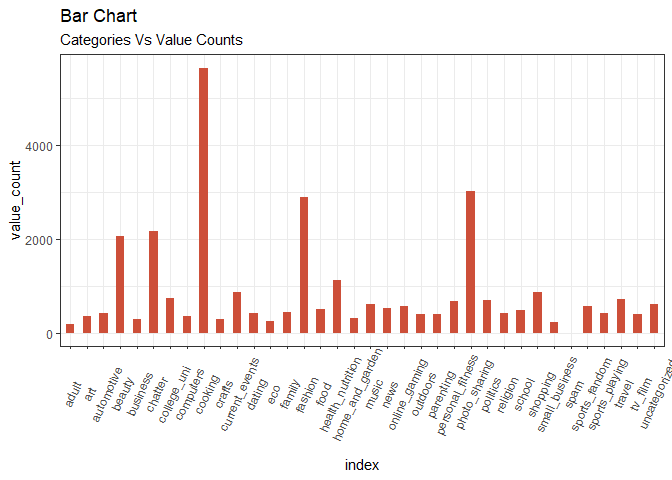 Bar Chart
Categories Vs Value Counts
value_count
4000
2000
0
adult
art
automotive
beauty
business
chatter
college_uni
computers
cooking
crafts
current_events
dating
eco
family
fashion
food
health_nutrition
home_and_garden
music
news
online_gaming
outdoors
parenting
personal_fitness
photo_sharing
politics
religion
school
shopping
small_business
spam
sports_fandom
sports_playing
travel
tv_film
uncategorized
index